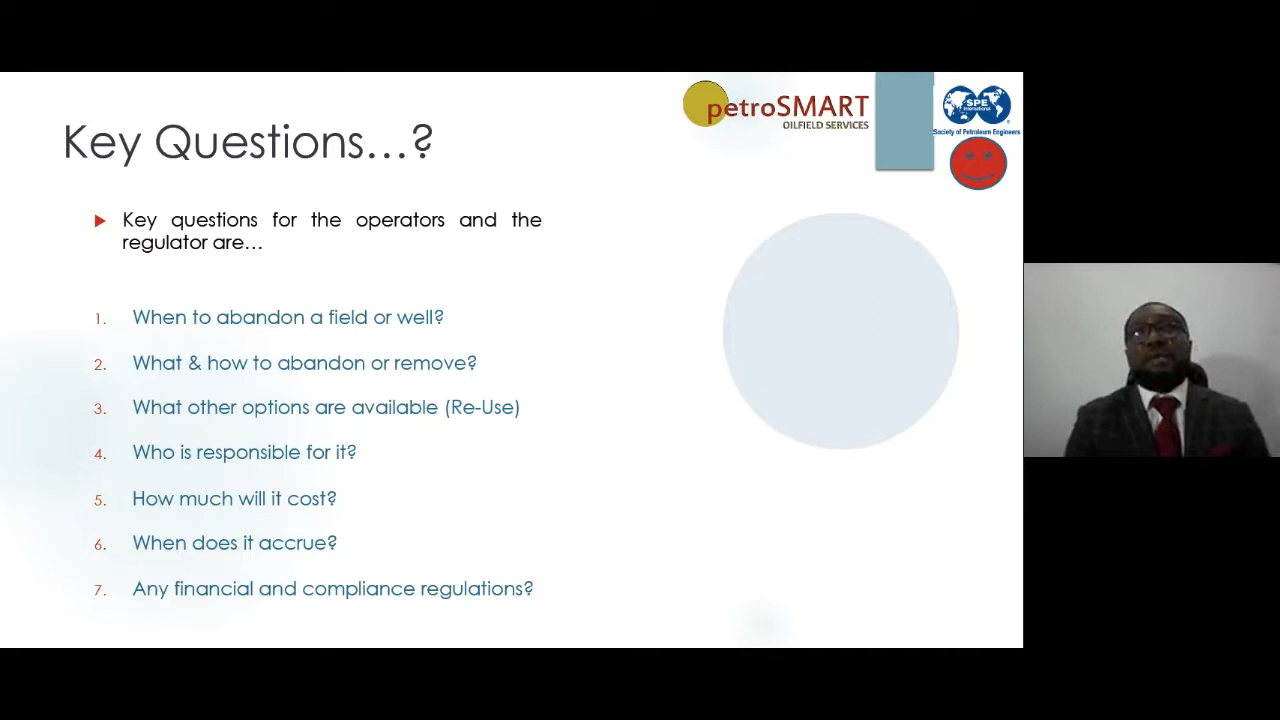 Key Questions...?
petroSMART
OILFIELD SERVICES
SPE
International
Society of Petroleum Engineers
Key questions for the operators and the
regulator are...
1. When to abandon a field or well?
2. What & how to abandon or remove?
3. What other options are available (Re-Use)
4. Who is responsible for it?
5. How much will it cost?
6. When does it accrue?
7. Any financial and compliance regulations?